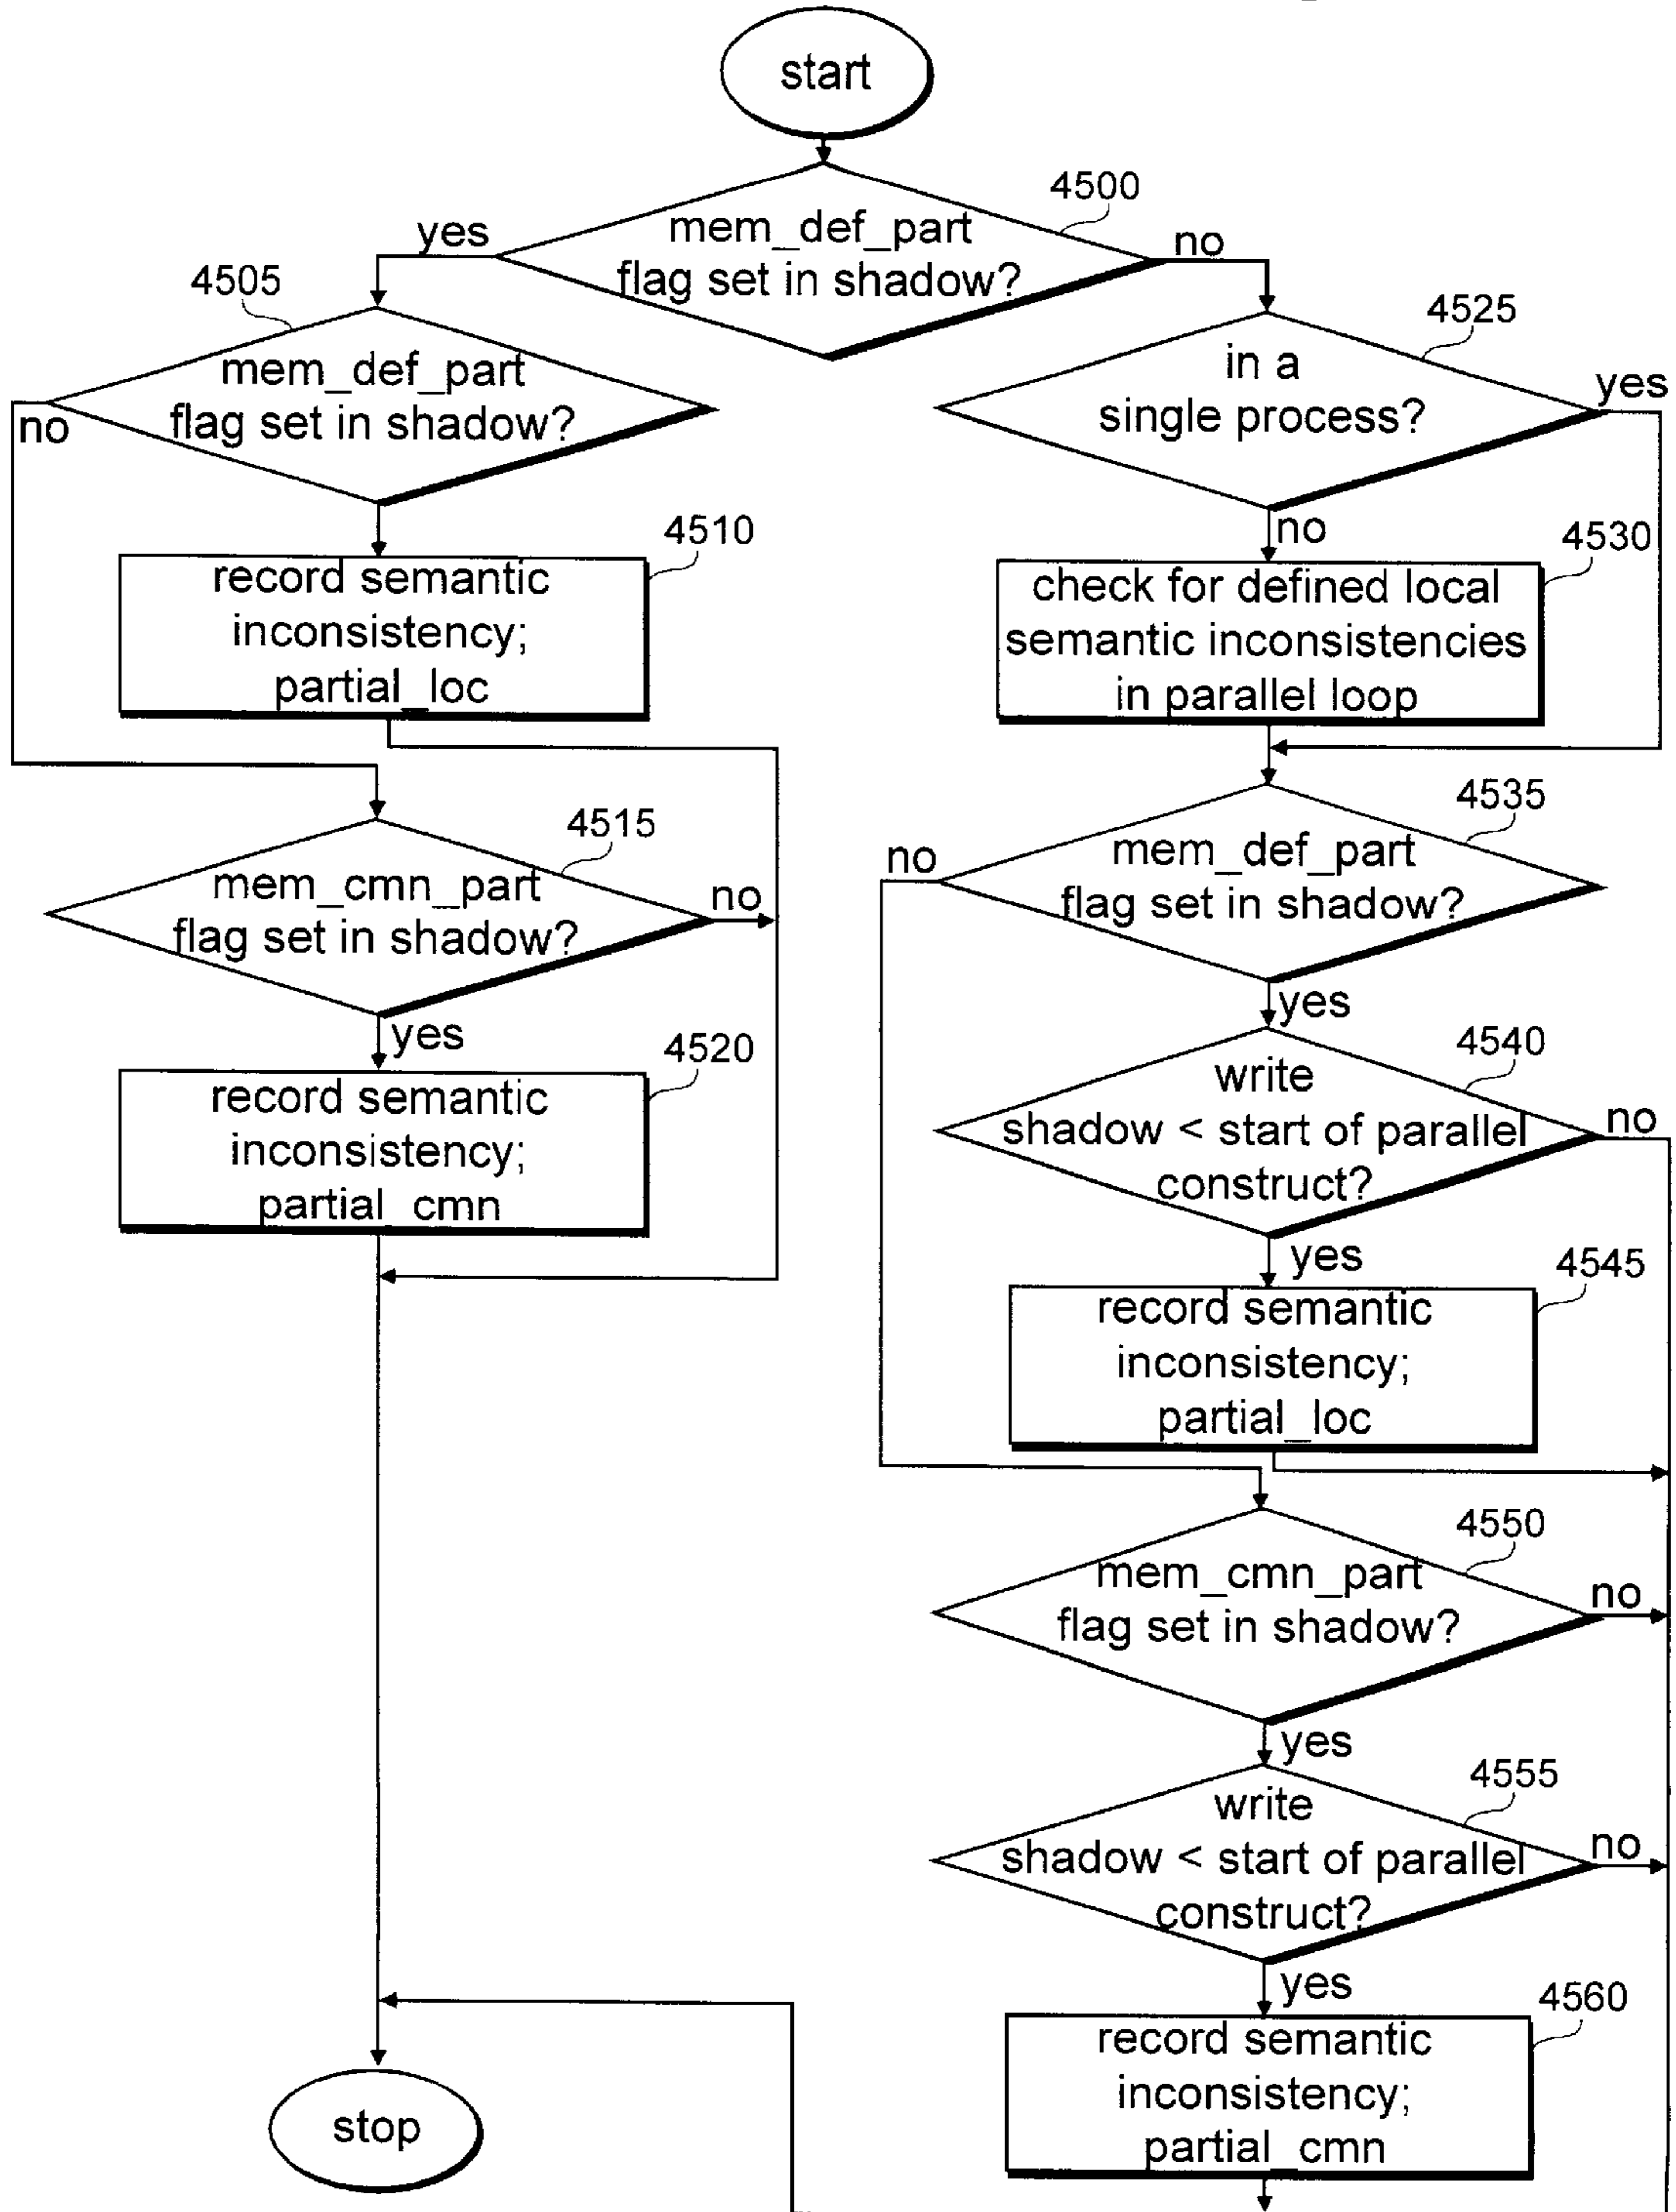 start
4500
mem_def_part
flag set in shadow?
yes
no
4505
mem_def_part
flag set in shadow?
no
4525
in a
single process?
yes
no
4510
record semantic
inconsistency;
partial_loc
4530
check for defined local
semantic inconsistencies
in parallel loop
4515
mem_cmn_part
flag set in shadow?
no
yes
4535
mem_def_part
flag set in shadow?
no
yes
4520
record semantic
inconsistency;
partial_cmn
4540
write
shadow < start of parallel
construct?
no
yes
4545
record semantic
inconsistency;
partial_loc
4550
mem_cmn_part
flag set in shadow?
no
yes
4555
write
shadow < start of parallel
construct?
no
yes
4560
record semantic
inconsistency;
partial_cmn
stop